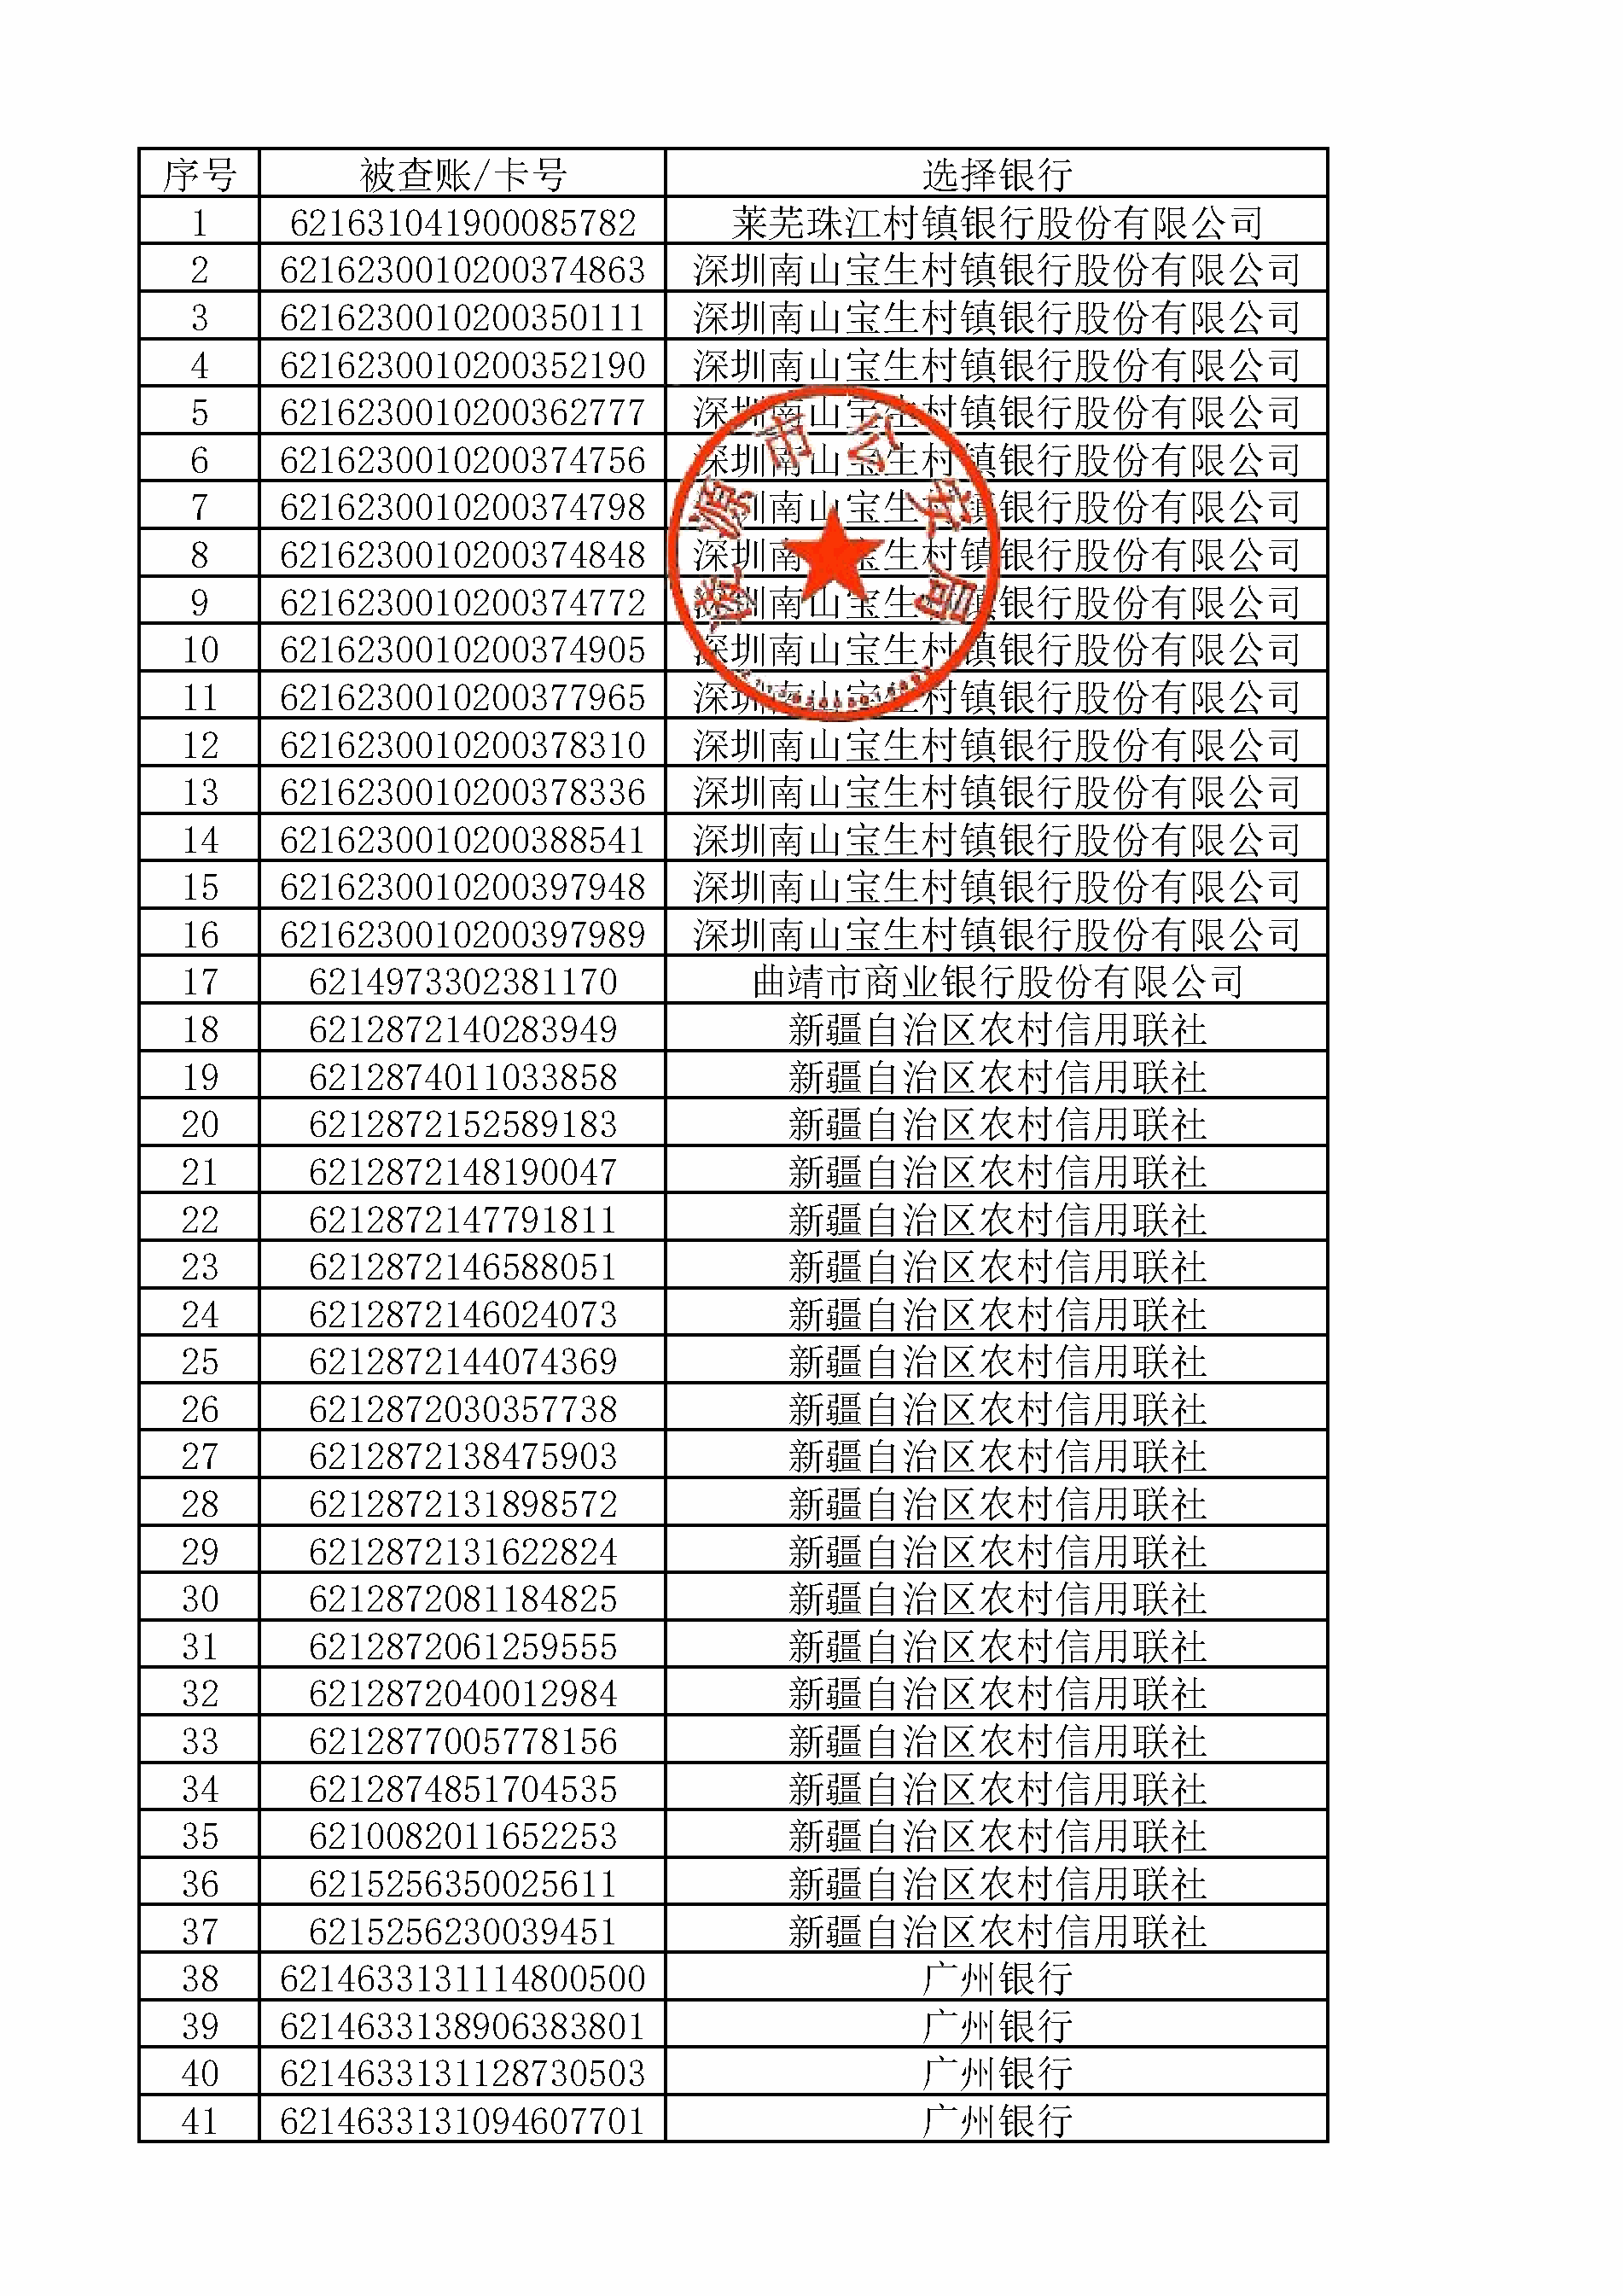 序号 被查账/卡号 选择银行
1 621631041900085782 莱芜珠江村镇银行股份有限公司
2 6216230010200374863 深圳南山宝生村镇银行股份有限公司
3 6216230010200350111 深圳南山宝生村镇银行股份有限公司
4 6216230010200352190 深圳南山宝生村镇银行股份有限公司
5 6216230010200362777 深圳南山宝生村镇银行股份有限公司
6 6216230010200374756 深圳南山宝生村镇银行股份有限公司
7 6216230010200374798 深圳南山宝生村镇银行股份有限公司
8 6216230010200374848 深圳南山宝生村镇银行股份有限公司
9 6216230010200374772 深圳南山宝生村镇银行股份有限公司
10 6216230010200374905 深圳南山宝生村镇银行股份有限公司
11 6216230010200377965 深圳南山宝生村镇银行股份有限公司
12 6216230010200378310 深圳南山宝生村镇银行股份有限公司
13 6216230010200378336 深圳南山宝生村镇银行股份有限公司
14 6216230010200388541 深圳南山宝生村镇银行股份有限公司
15 6216230010200397948 深圳南山宝生村镇银行股份有限公司
16 6216230010200397989 深圳南山宝生村镇银行股份有限公司
17 6214973302381170 曲靖市商业银行股份有限公司
18 6212872140283949 新疆自治区农村信用联社
19 6212874011033858 新疆自治区农村信用联社
20 6212872152589183 新疆自治区农村信用联社
21 6212872148190047 新疆自治区农村信用联社
22 6212872147791811 新疆自治区农村信用联社
23 6212872146588051 新疆自治区农村信用联社
24 6212872146024073 新疆自治区农村信用联社
25 6212872144074369 新疆自治区农村信用联社
26 6212872030357738 新疆自治区农村信用联社
27 6212872138475903 新疆自治区农村信用联社
28 6212872131898572 新疆自治区农村信用联社
29 6212872131622824 新疆自治区农村信用联社
30 6212872081184825 新疆自治区农村信用联社
31 6212872061259555 新疆自治区农村信用联社
32 6212872040012984 新疆自治区农村信用联社
33 6212877005778156 新疆自治区农村信用联社
34 6212874851704535 新疆自治区农村信用联社
35 6210082011652253 新疆自治区农村信用联社
36 6215256350025611 新疆自治区农村信用联社
37 6215256230039451 新疆自治区农村信用联社
38 6214633131114800500 广州银行
39 6214633138906383801 广州银行
40 6214633131128730503 广州银行
41 6214633131094607701 广州银行
凌源市公安局